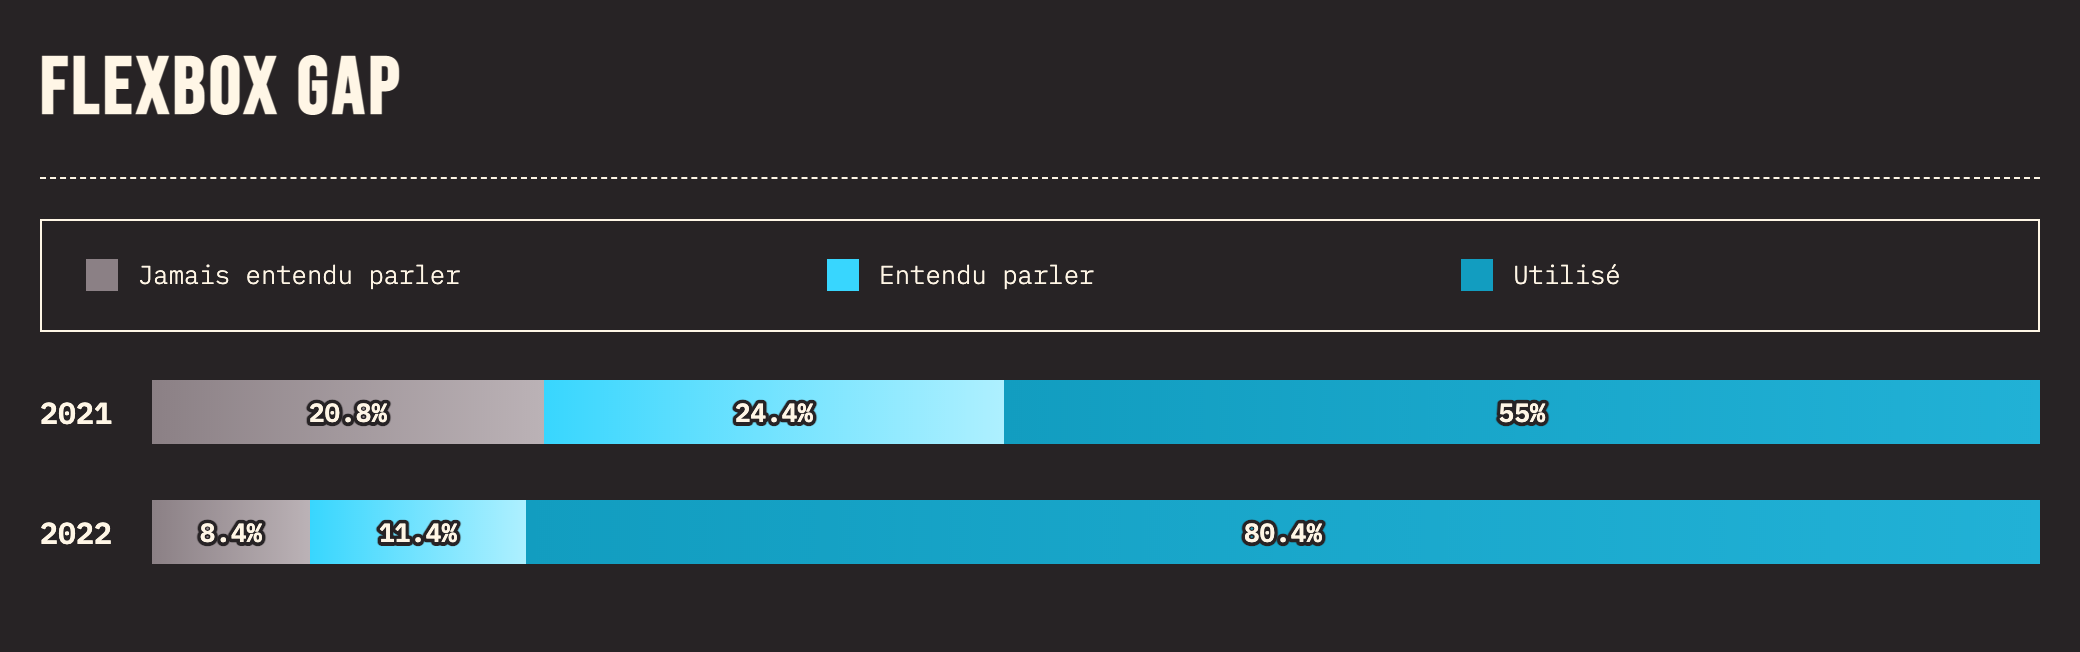 FLEXBOX GAP
Jamais entendu parler
Entendu parler
Utilisé
2021
20.8%
24.4%
55%
2022
8.4%
11.4%
80.4%